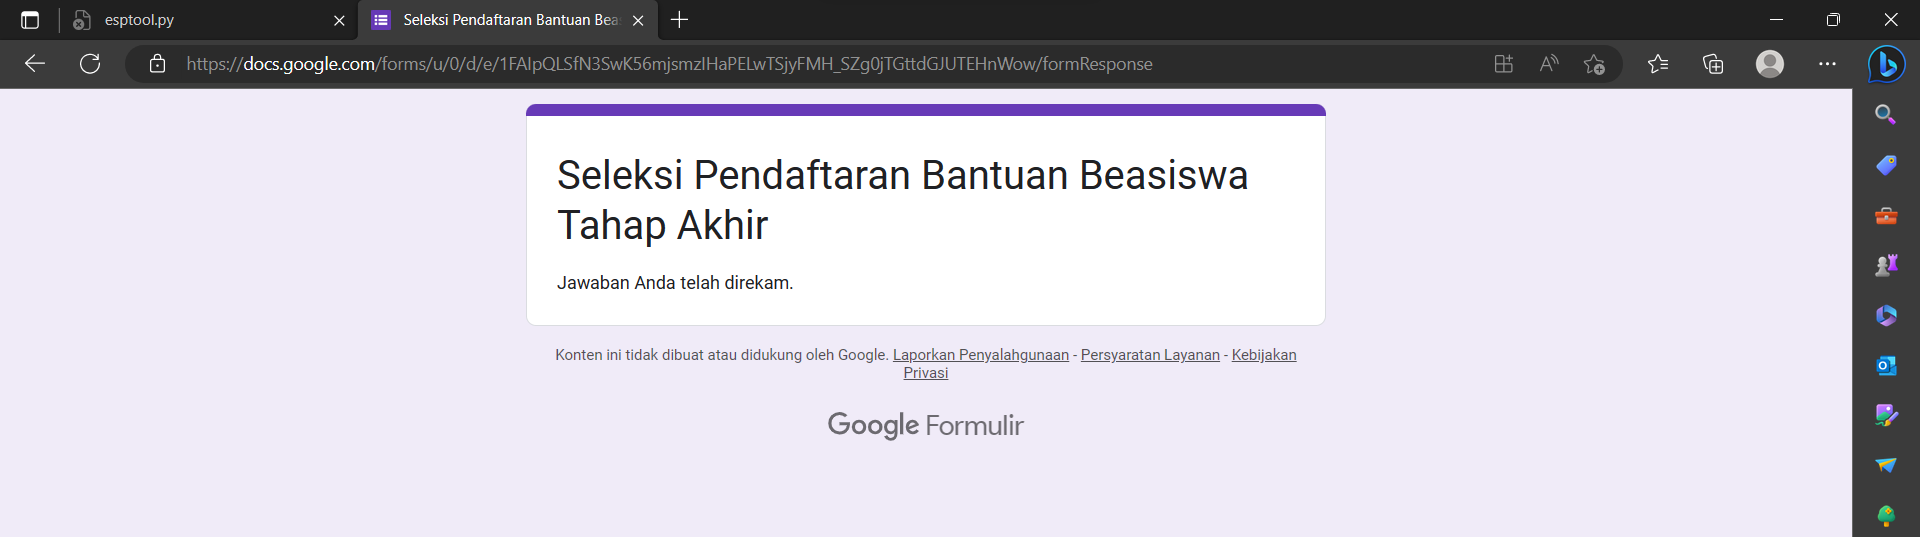 esptool.py
Seleksi Pendaftaran Bantuan Bea
https://docs.google.com/forms/u/0/d/e/1FAIpQLSfN3SwK56mjsmzIHaPELwTSjyFMH_SZg0jTGttdGJUTEHnWow/formResponse
Seleksi Pendaftaran Bantuan Beasiswa
Tahap Akhir
Jawaban Anda telah direkam.
Konten ini tidak dibuat atau didukung oleh Google. Laporkan Penyalahgunaan - Persyaratan Layanan - Kebijakan
Privasi
Google Formulir